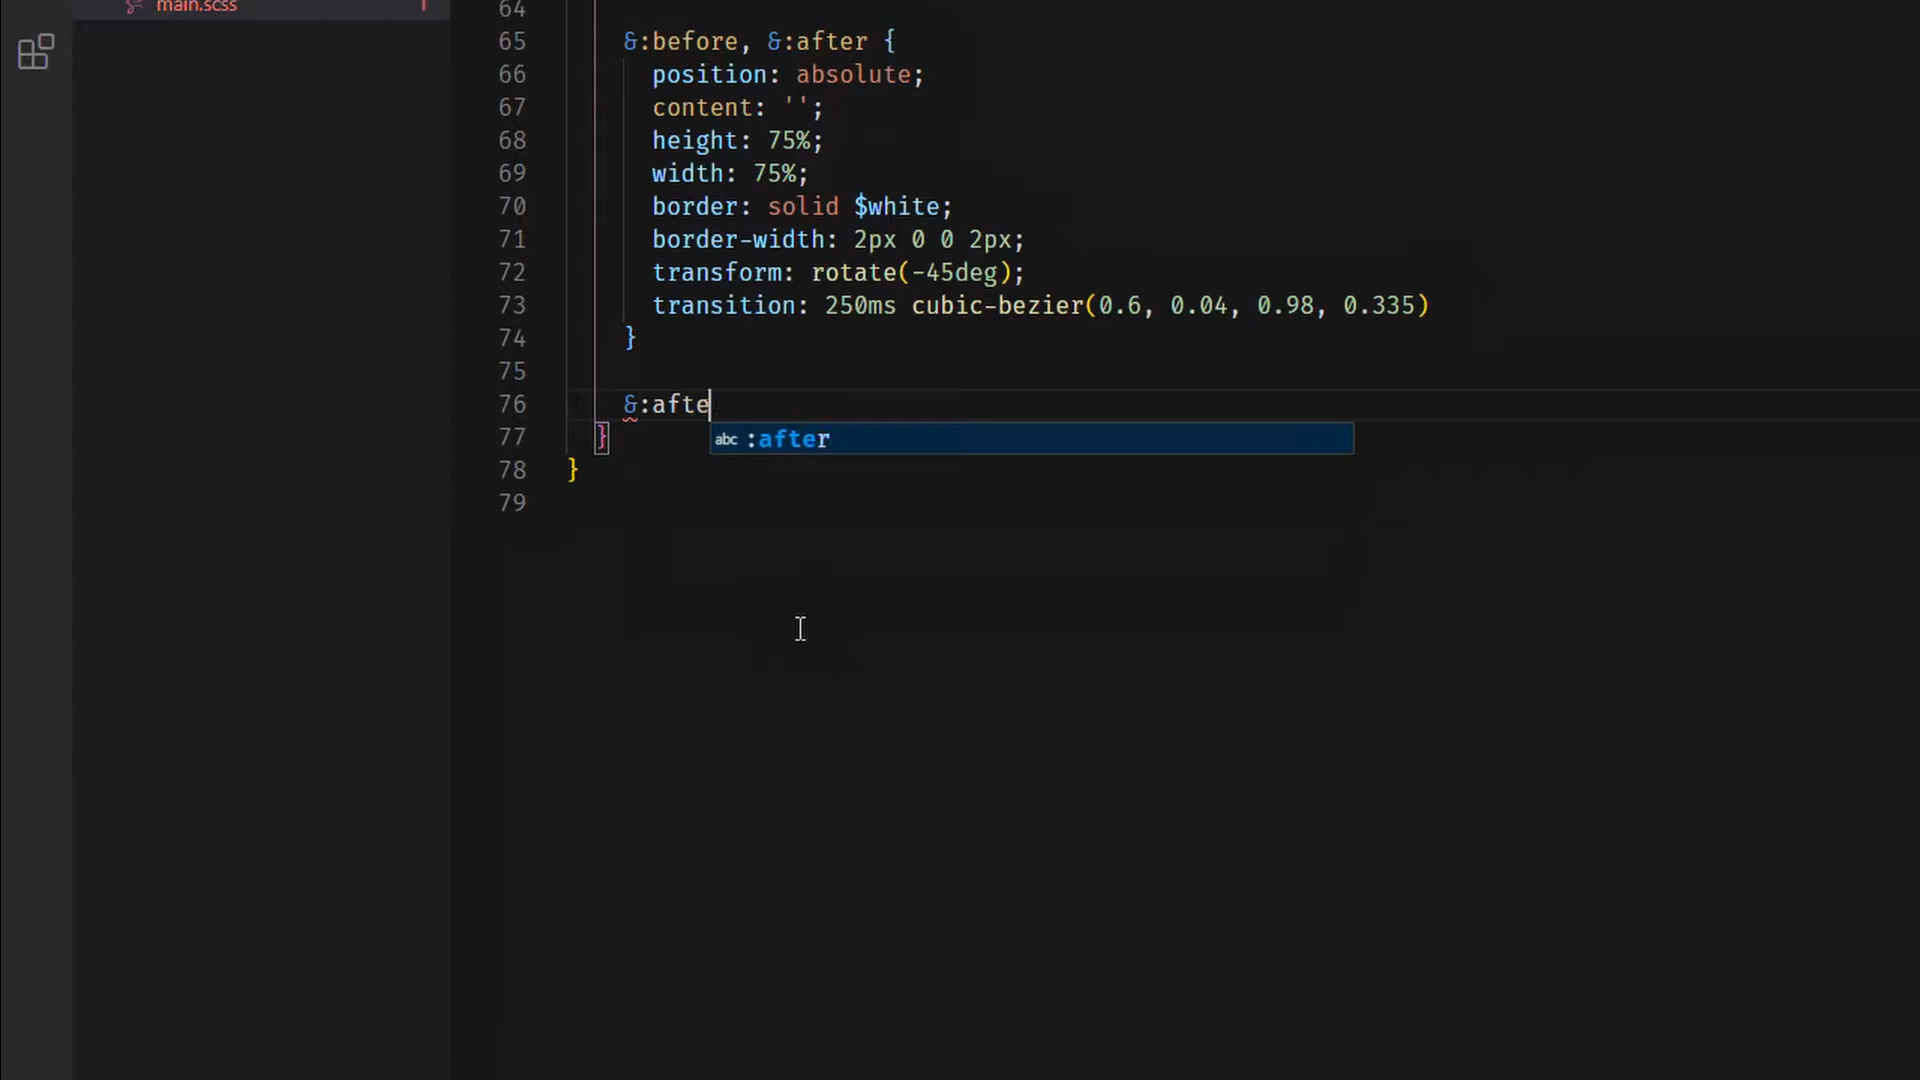 main.scss 1
64
65 &:before, &:after {
66 position: absolute;
67 content: '';
68 height: 75%;
69 width: 75%;
70 border: solid $white;
71 border-width: 2px 0 0 2px;
72 transform: rotate(-45deg);
73 transition: 250ms cubic-bezier(0.6, 0.04, 0.98, 0.335)
74 }
75
76 &:afte
77 }
abc :after
78 }
79